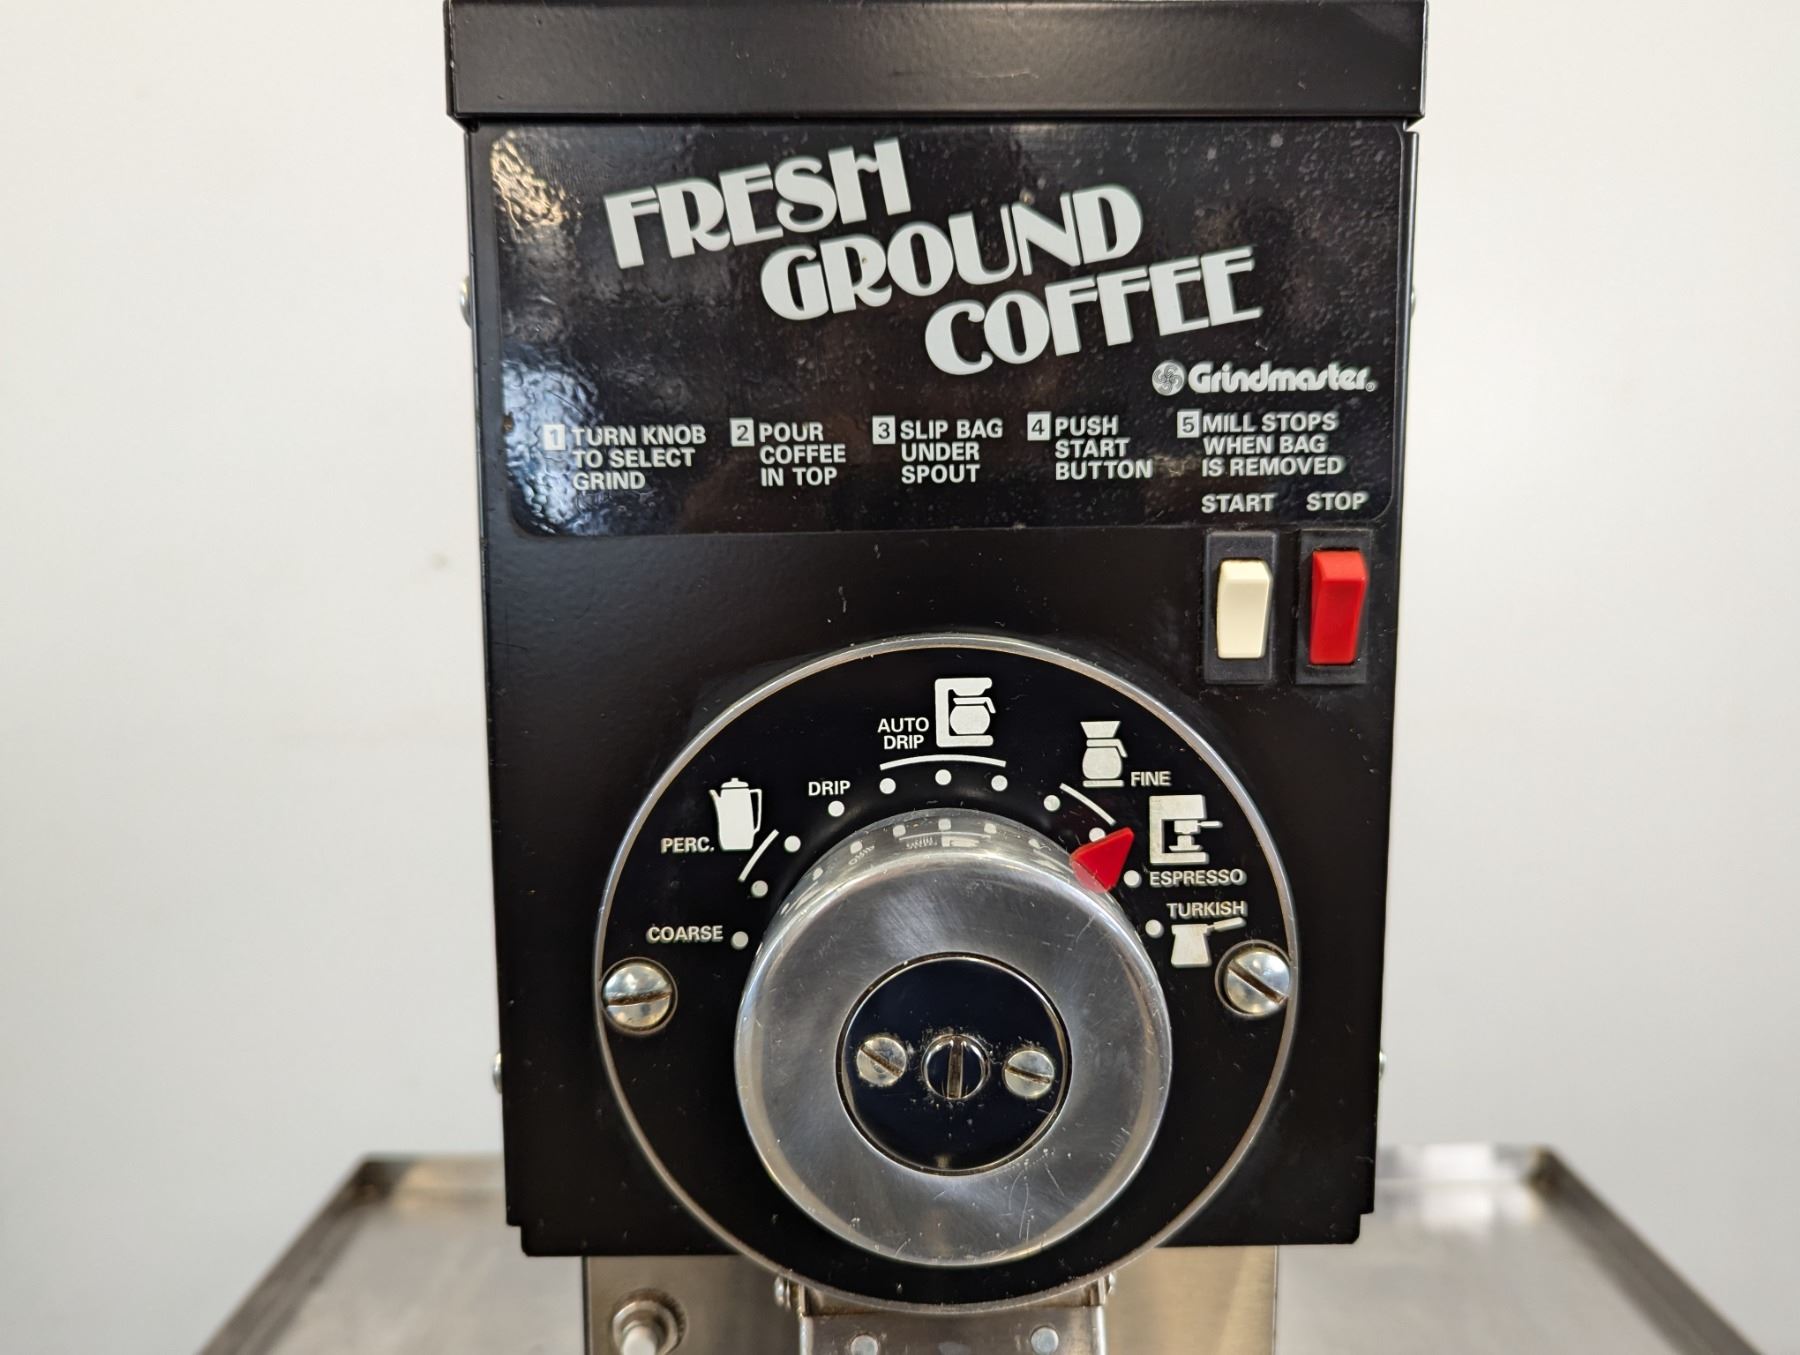 FRESH
GROUND
COFFEE
Grindmaster®
1 TURN KNOB
TO SELECT
GRIND
2 POUR
COFFEE
IN TOP
3 SLIP BAG
UNDER
SPOUT
4 PUSH
START
BUTTON
5 MILL STOPS
WHEN BAG
IS REMOVED
START STOP
AUTO
DRIP
FINE
DRIP
PERC.
ESPRESSO
TURKISH
COARSE